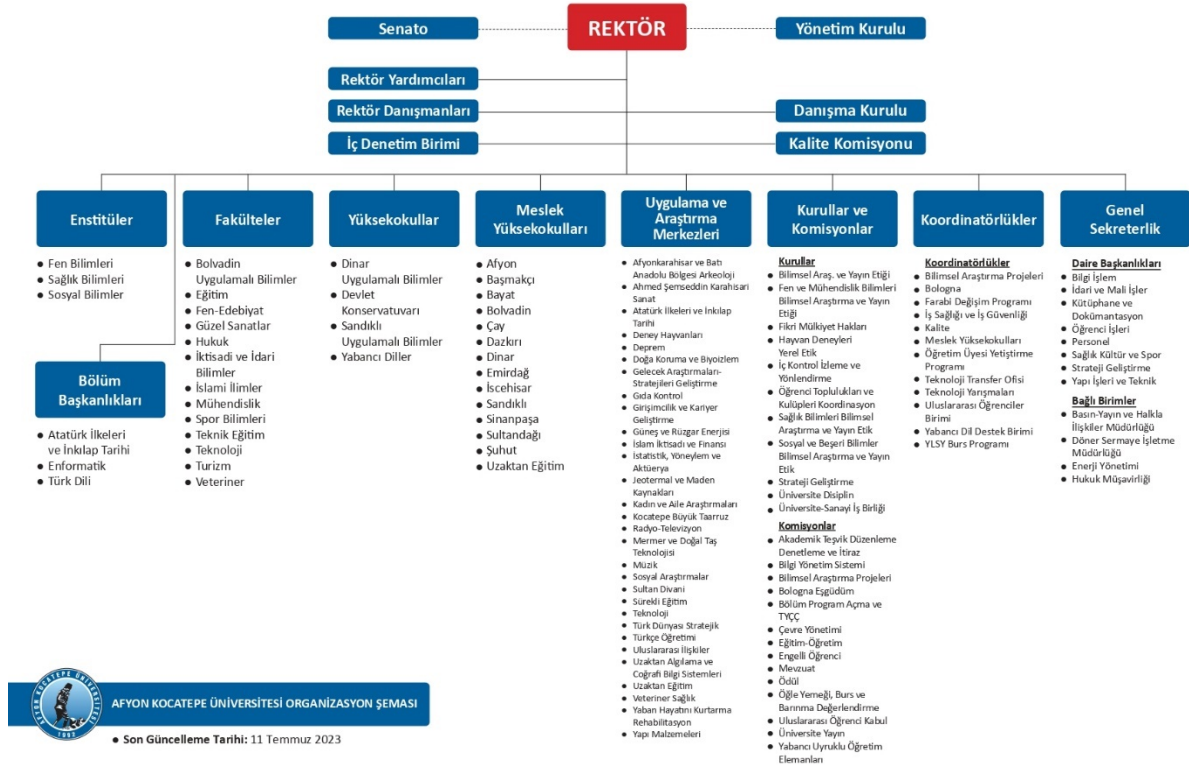 Senato
REKTÖR
Yönetim Kurulu
Rektör Yardımcıları
Rektör Danışmanları
Danışma Kurulu
İç Denetim Birimi
Kalite Komisyonu
Enstitüler
● Fen Bilimleri
● Sağlık Bilimleri
● Sosyal Bilimler
Bölüm
Başkanlıkları
● Atatürk İlkeleri
ve İnkılap Tarihi
● Enformatik
● Türk Dili
Fakülteler
● Bolvadin
Uygulamalı Bilimler
● Eğitim
● Fen-Edebiyat
● Güzel Sanatlar
● Hukuk
● İktisadi ve İdari
Bilimler
● İslami İlimler
● Mühendislik
● Spor Bilimleri
● Teknik Eğitim
● Teknoloji
● Turizm
● Veteriner
Yüksekokullar
● Dinar
Uygulamalı Bilimler
● Devlet
Konservatuvarı
● Sandıklı
Uygulamalı Bilimler
● Yabancı Diller
Meslek
Yüksekokulları
● Afyon
● Başmakçı
● Bayat
● Bolvadin
● Çay
● Dazkırı
● Dinar
● Emirdağ
● İscehisar
● Sandıklı
● Sinanpaşa
● Sultandağı
● Şuhut
● Uzaktan Eğitim
Uygulama ve
Araştırma
Merkezleri
● Afyonkarahisar ve Batı
Anadolu Bölgesi Arkeoloji
● Ahmed Şemseddin Karahisari
Sanat
● Atatürk İlkeleri ve İnkılap
Tarihi
● Deney Hayvanları
● Deprem
● Doğa Koruma ve Biyoizlem
● Gelecek Araştırmaları-
Stratejileri Geliştirme
● Gıda Kontrol
● Girişimcilik ve Kariyer
Geliştirme
● Güneş ve Rüzgar Enerjisi
● İslam İktisadı ve Finansı
● İstatistik, Yöneylem ve
Aktüerya
● Jeotermal ve Maden
Kaynakları
● Kadın ve Aile Araştırmaları
● Kocatepe Büyük Taarruz
● Radyo-Televizyon
● Mermer ve Doğal Taş
Teknolojisi
● Müzik
● Sosyal Araştırmalar
● Sultan Divani
● Sürekli Eğitim
● Teknoloji
● Türk Dünyası Stratejik
● Türkçe Öğretimi
● Uluslararası İlişkiler
● Uzaktan Algılama ve
Coğrafi Bilgi Sistemleri
● Uzaktan Eğitim
● Veteriner Sağlık
● Yaban Hayatını Kurtarma
Rehabilitasyon
● Yapı Malzemeleri
Kurullar ve
Komisyonlar
Kurullar
● Bilimsel Araş. ve Yayın Etiği
● Fen ve Mühendislik Bilimleri
Bilimsel Araştırma ve Yayın
Etiği
● Fikri Mülkiyet Hakları
● Hayvan Deneyleri
Yerel Etik
● İç Kontrol İzleme ve
Yönlendirme
● Öğrenci Toplulukları ve
Kulüpleri Koordinasyon
● Sağlık Bilimleri Bilimsel
Araştırma ve Yayın Etik
● Sosyal ve Beşeri Bilimler
Bilimsel Araştırma ve Yayın
Etik
● Strateji Geliştirme
● Üniversite Disiplin
● Üniversite-Sanayi İş Birliği
Komisyonlar
● Akademik Teşvik Düzenleme
Denetleme ve İtiraz
● Bilgi Yönetim Sistemi
● Bilimsel Araştırma Projeleri
● Bologna Eşgüdüm
● Bölüm Program Açma ve
TYÇÇ
● Çevre Yönetimi
● Eğitim-Öğretim
● Engelli Öğrenci
● Mevzuat
● Ödül
● Öğle Yemeği, Burs ve
Barınma Değerlendirme
● Uluslararası Öğrenci Kabul
● Üniversite Yayın
● Yabancı Uyruklu Öğretim
Elemanları
Koordinatörlükler
Koordinatörlükler
● Bilimsel Araştırma Projeleri
● Bologna
● Farabi Değişim Programı
● İş Sağlığı ve İş Güvenliği
● Kalite
● Meslek Yüksekokulları
● Öğretim Üyesi Yetiştirme
Programı
● Teknoloji Transfer Ofisi
● Teknoloji Yarışmaları
● Uluslararası Öğrenciler
Birimi
● Yabancı Dil Destek Birimi
● YLSY Burs Programı
Genel
Sekreterlik
Daire Başkanlıkları
● Bilgi İşlem
● İdari ve Mali İşler
● Kütüphane ve
Dokümantasyon
● Öğrenci İşleri
● Personel
● Sağlık Kültür ve Spor
● Strateji Geliştirme
● Yapı İşleri ve Teknik
Bağlı Birimler
● Basın-Yayın ve Halkla
İlişkiler Müdürlüğü
● Döner Sermaye İşletme
Müdürlüğü
● Enerji Yönetimi
● Hukuk Müşavirliği
AFYON KOCATEPE ÜNİVERSİTESİ
1992
AFYON KOCATEPE ÜNİVERSİTESİ ORGANİZASYON ŞEMASI
● Son Güncelleme Tarihi: 11 Temmuz 2023